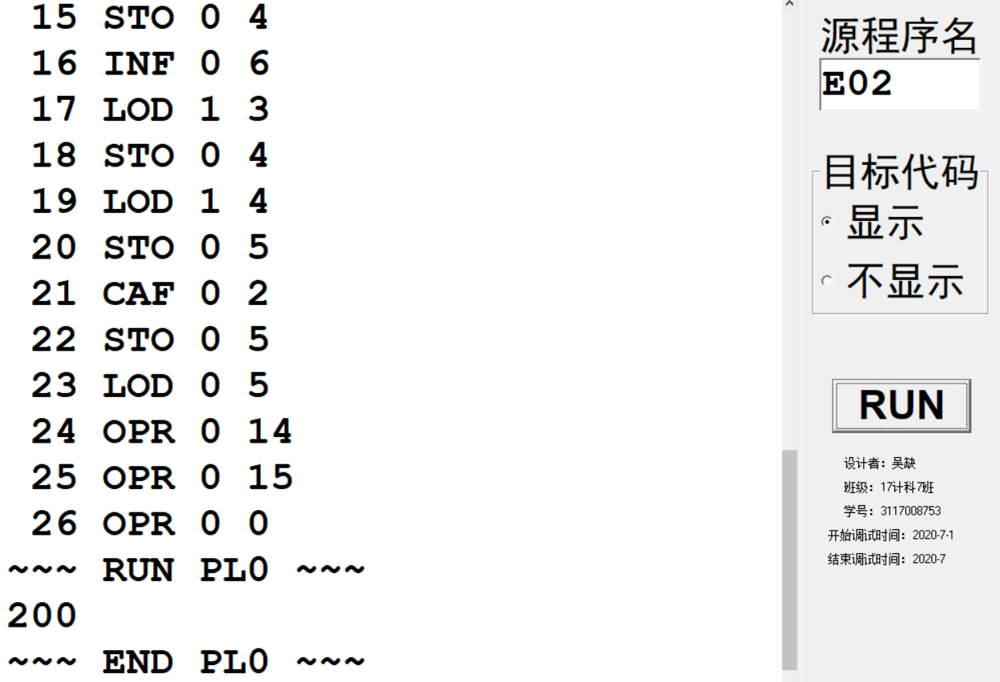 15 STO 0 4
16 INF 0 6
17 LOD 1 3
18 STO 0 4
19 LOD 1 4
20 STO 0 5
21 CAF 0 2
22 STO 0 5
23 LOD 0 5
24 OPR 0 14
25 OPR 0 15
26 OPR 0 0
~~~ RUN PL0 ~~~
200
~~~ END PL0 ~~~
源程序名
E02
目标代码
显示
不显示
RUN
设计者：吴缺
班级：17计科7班
学号：3117008753
开始调试时间：2020-7-1
结束调试时间：2020-7